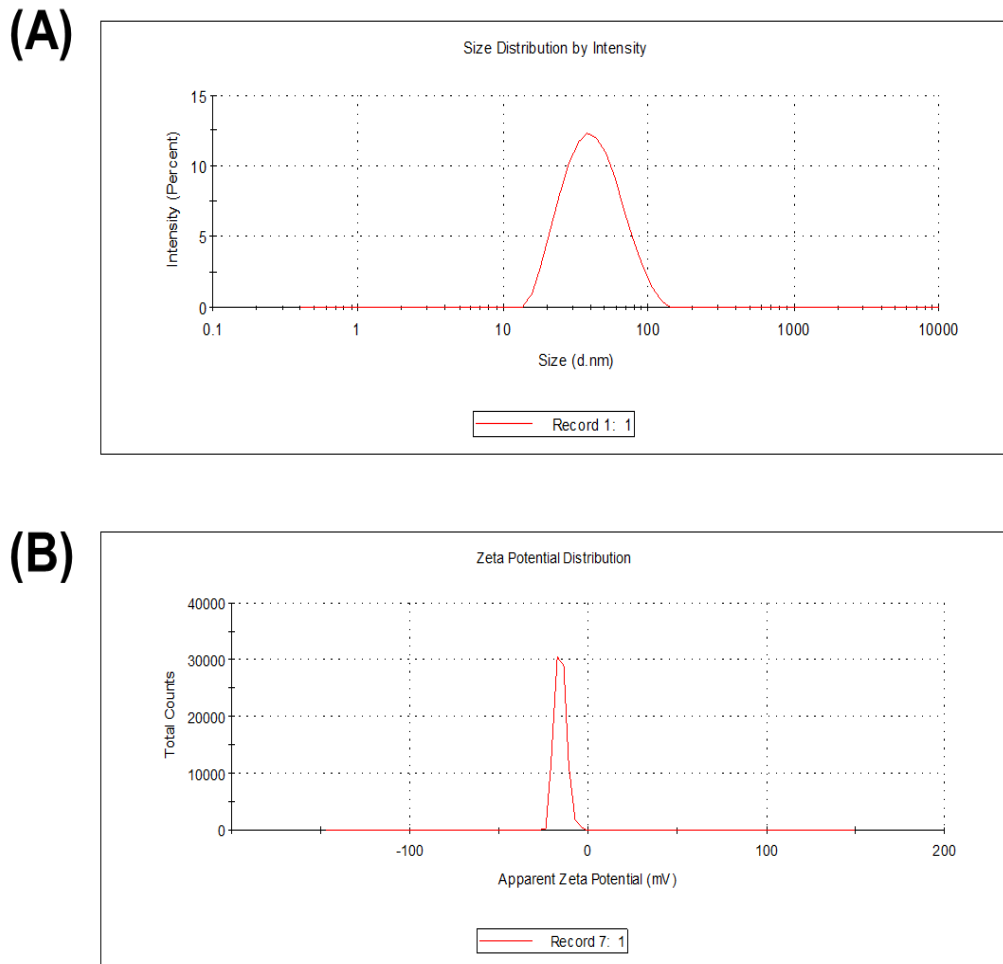 (A)
Size Distribution by Intensity
15
10
5
0
Intensity (Percent)
0.1 1 10 100 1000 10000
Size (d.nm)
Record 1: 1
(B)
Zeta Potential Distribution
40000
30000
20000
10000
0
Total Counts
-100 0 100 200
Apparent Zeta Potential (mV)
Record 7: 1